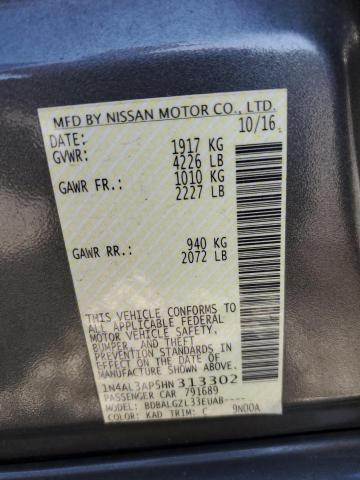 MFD BY NISSAN MOTOR CO., LTD.
DATE: 10/16
GVWR: 1917 KG
4226 LB
GAWR FR.: 1010 KG
2227 LB
GAWR RR.: 940 KG
2072 LB
THIS VEHICLE CONFORMS TO
ALL APPLICABLE FEDERAL
MOTOR VEHICLE SAFETY,
BUMPER, AND THEFT
PREVENTION STANDARDS IN
EFFECT ON THE DATE OF
MANUFACTURE SHOWN ABOVE.
1N4AL3AP5HN 313302
PASSENGER CAR 791689
MODEL: BDBALGZL33EUAB----
COLOR: KAD TRIM: C 9N00A